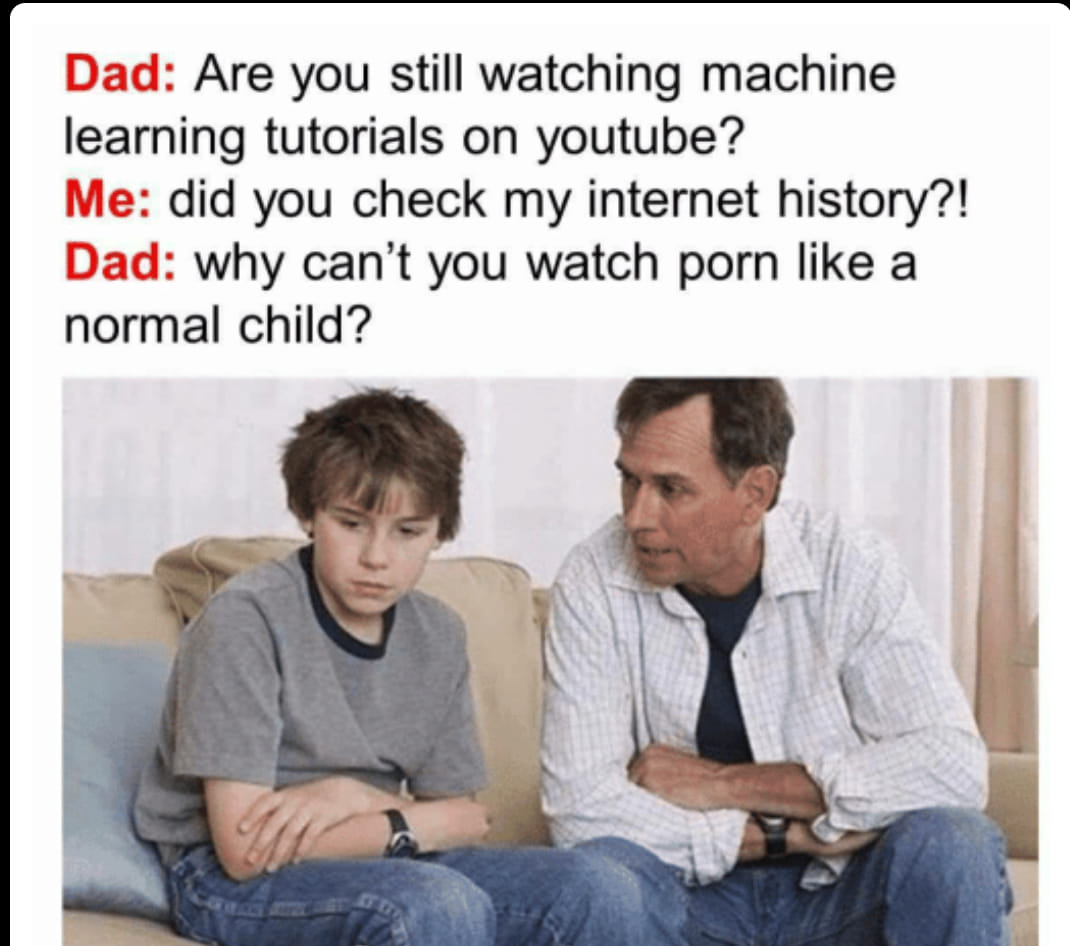 Dad: Are you still watching machine
learning tutorials on youtube?
Me: did you check my internet history?!
Dad: why can’t you watch porn like a
normal child?